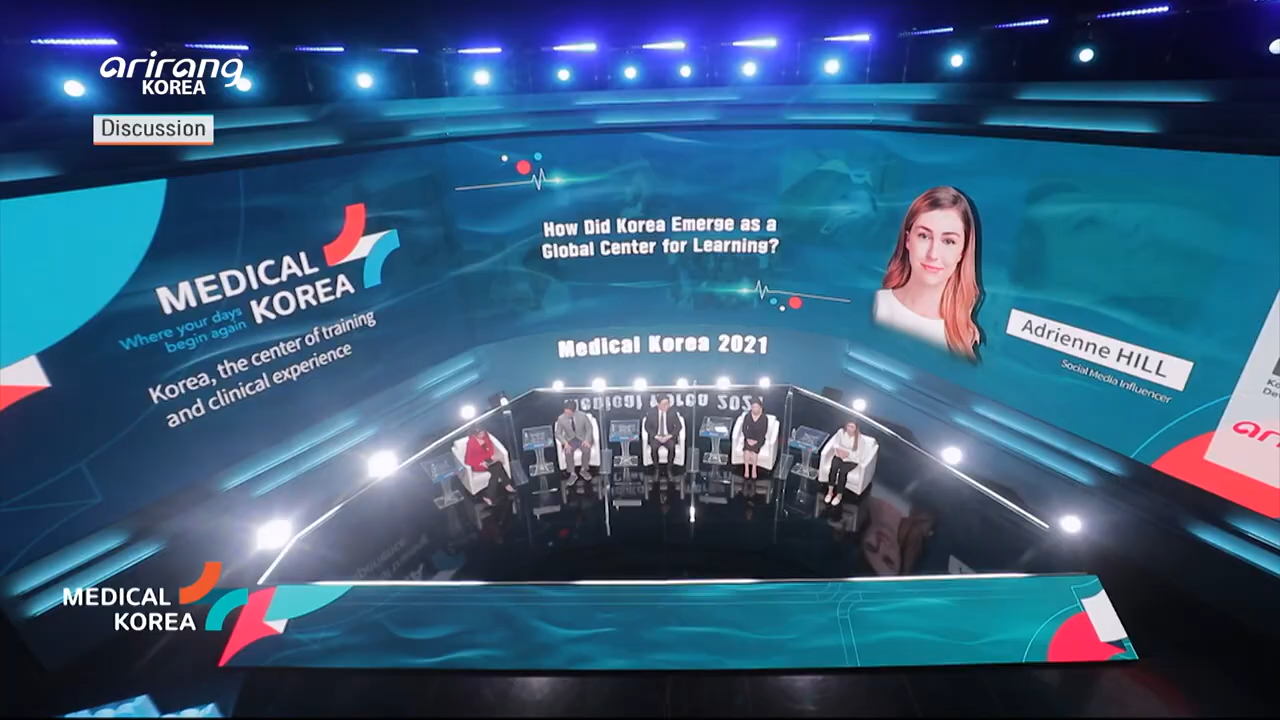 arirang
KOREA
Discussion
How Did Korea Emerge as a
Global Center for Learning?
MEDICAL
KOREA
Where your days
begin again
Korea, the center of training
and clinical experience
Adrienne HILL
Social Media Influencer
Medical Korea 2021
MEDICAL
KOREA